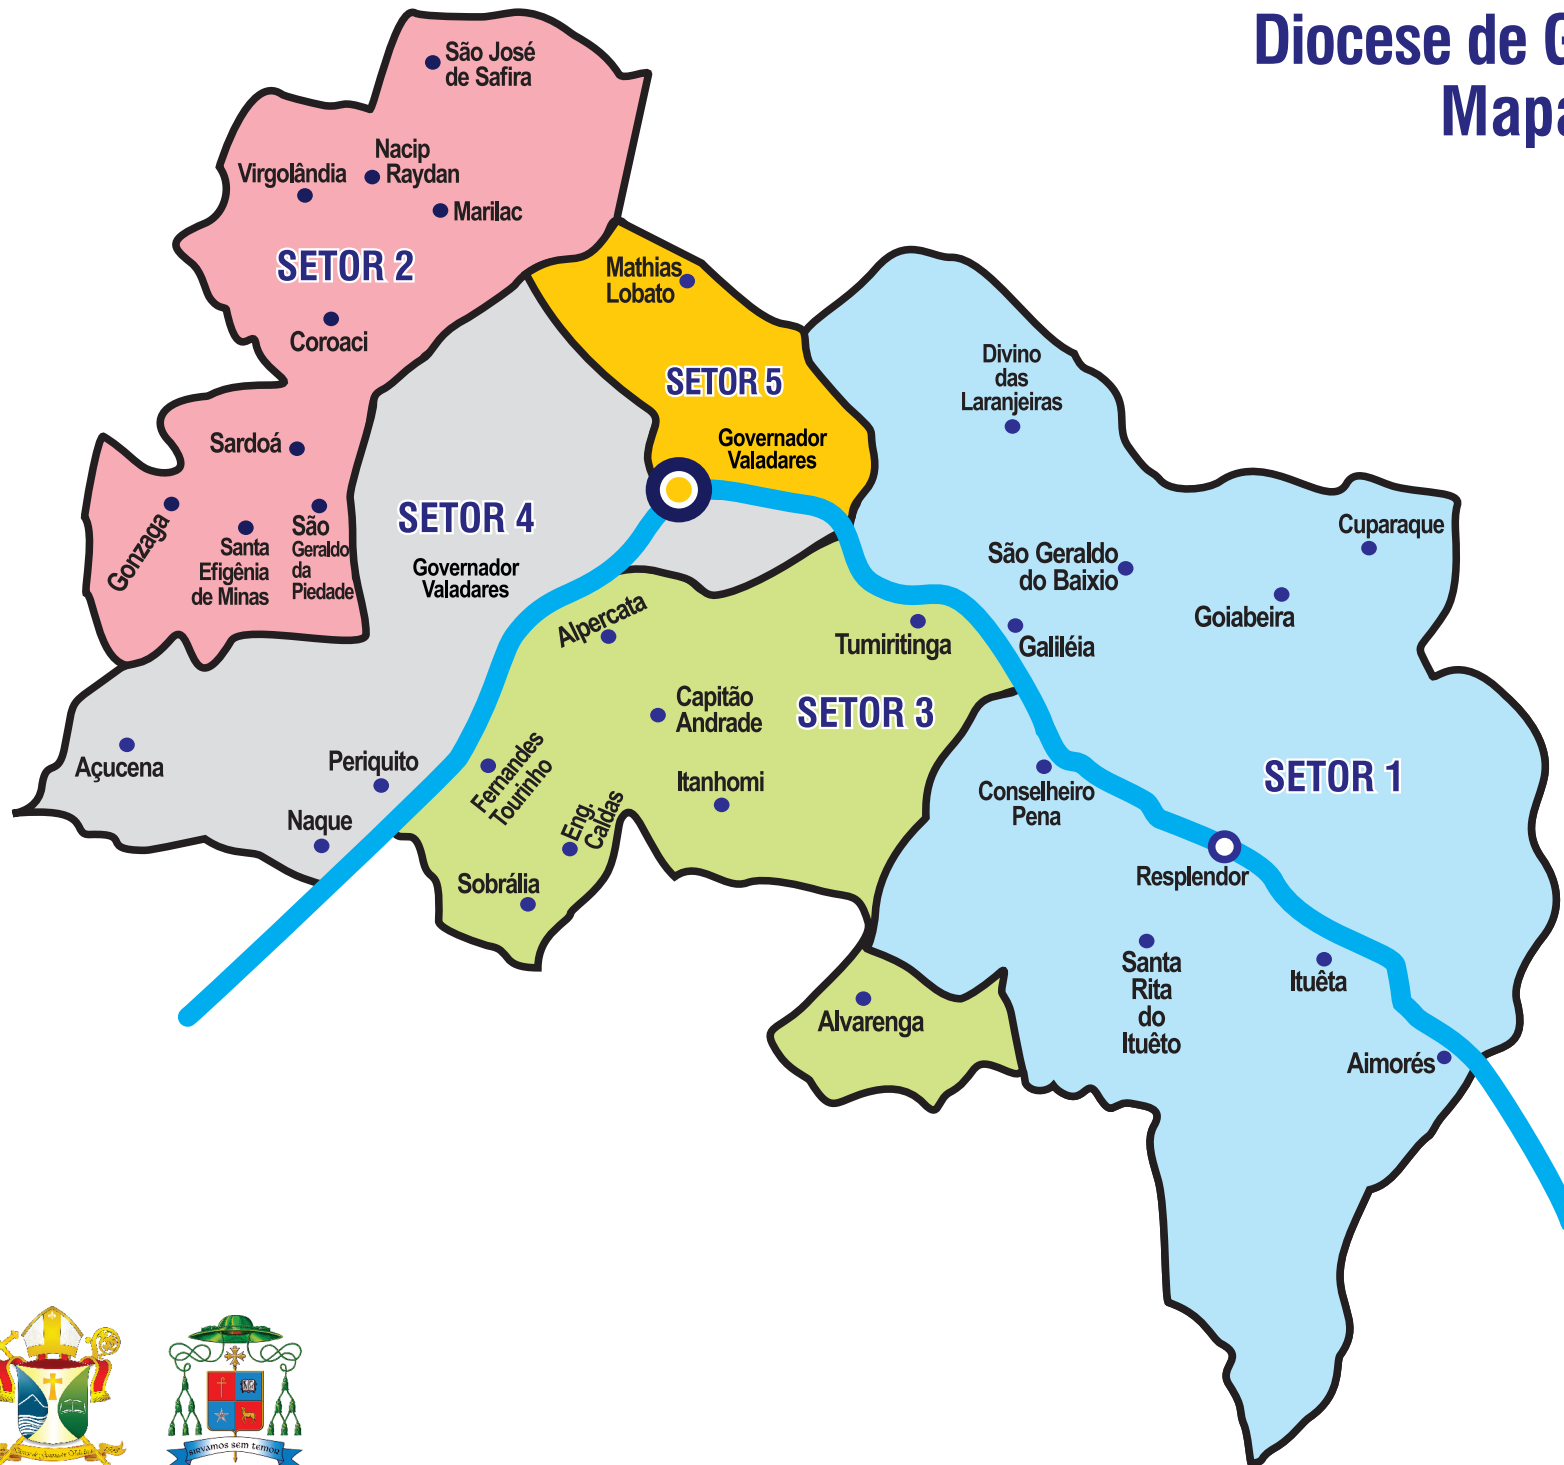 Diocese de G
Mapa
São José
de Safira
Nacip
Raydan
Virgolândia
Marilac
SETOR 2
Coroaci
Sardoá
Gonzaga
Santa
Efigênia
de Minas
São
Geraldo
da
Piedade
Mathias
Lobato
SETOR 5
Governador
Valadares
SETOR 4
Governador
Valadares
Açucena
Periquito
Naque
Alpercata
Tumiritinga
Capitão
Andrade
SETOR 3
Itanhomi
Fernandes
Tourinho
Eng.
Caldas
Sobrália
Alvarenga
Divino
das
Laranjeiras
Cuparaque
São Geraldo
do Baixio
Goiabeira
Galiléia
SETOR 1
Conselheiro
Pena
Resplendor
Santa
Rita
do
Ituêto
Ituêta
Aimorés
SIRVAMOS SEM TEMOR